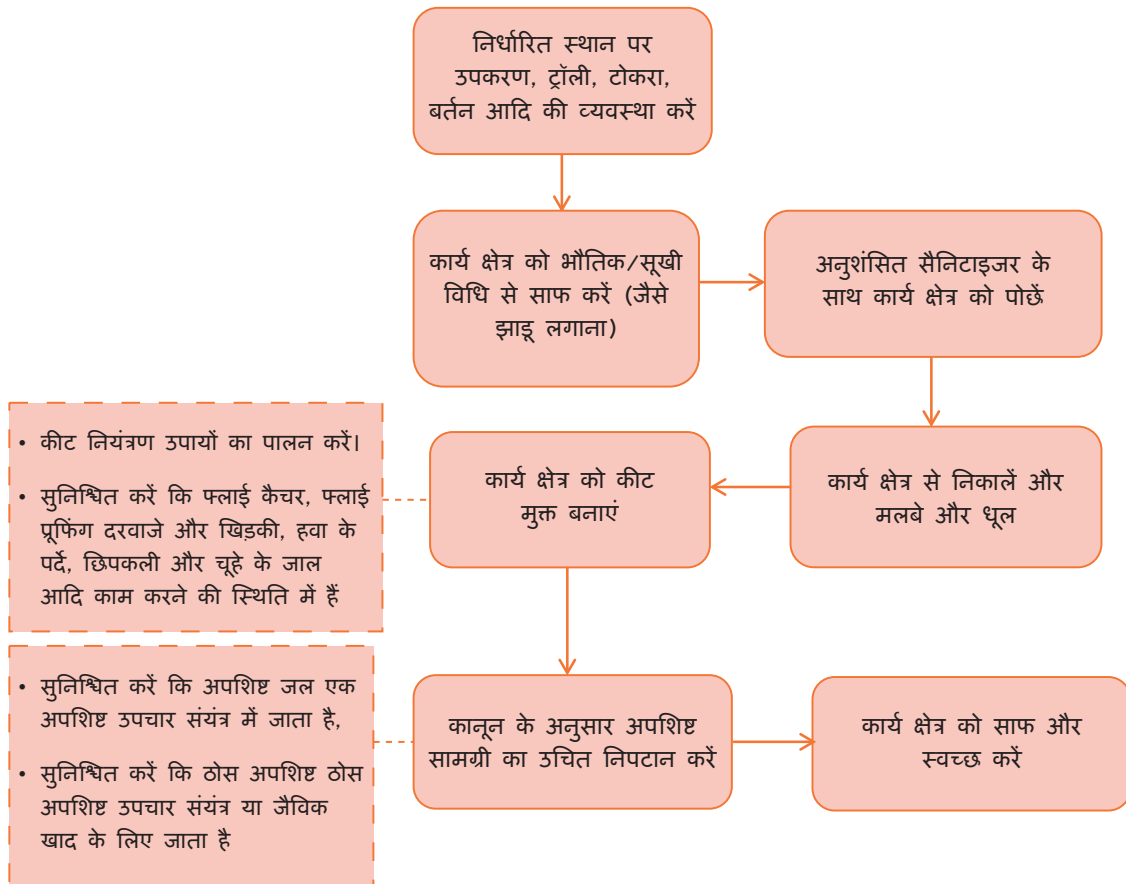 निर्धारित स्थान पर
उपकरण, ट्रॉली, टोकरा,
बर्तन आदि की व्यवस्था करें
कार्य क्षेत्र को भौतिक/सूखी
विधि से साफ करें (जैसे
झाडू लगाना)
अनुशंसित सैनिटाइजर के
साथ कार्य क्षेत्र को पोछें
कार्य क्षेत्र से निकालें और
मलबे और धूल
कार्य क्षेत्र को कीट
मुक्त बनाएं
• कीट नियंत्रण उपायों का पालन करें।
• सुनिश्चित करें कि फ्लाई कैचर, फ्लाई
प्रूफिंग दरवाजे और खिड़की, हवा के
पर्दे, छिपकली और चूहे के जाल
आदि काम करने की स्थिति में हैं
कानून के अनुसार अपशिष्ट
सामग्री का उचित निपटान करें
• सुनिश्चित करें कि अपशिष्ट जल एक
अपशिष्ट उपचार संयंत्र में जाता है,
• सुनिश्चित करें कि ठोस अपशिष्ट ठोस
अपशिष्ट उपचार संयंत्र या जैविक
खाद के लिए जाता है
कार्य क्षेत्र को साफ और
स्वच्छ करें